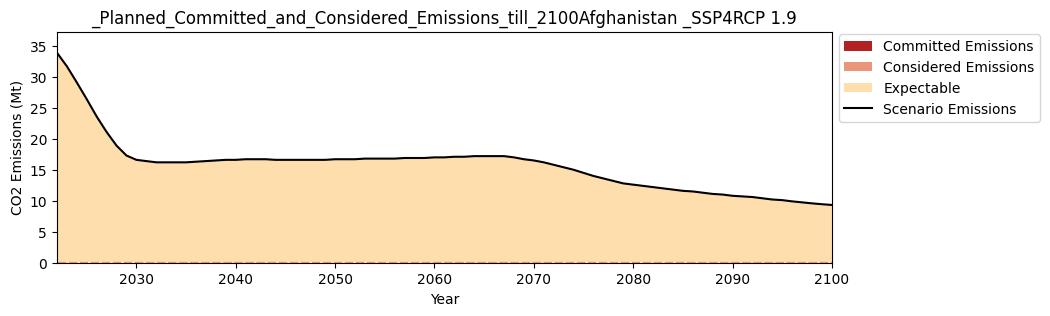 _Planned_Committed_and_Considered_Emissions_till_2100Afghanistan _SSP4RCP 1.9
35
30
25
20
15
10
5
0
CO2 Emissions (Mt)
2030 2040 2050 2060 2070 2080 2090 2100
Year
Committed Emissions
Considered Emissions
Expectable
Scenario Emissions